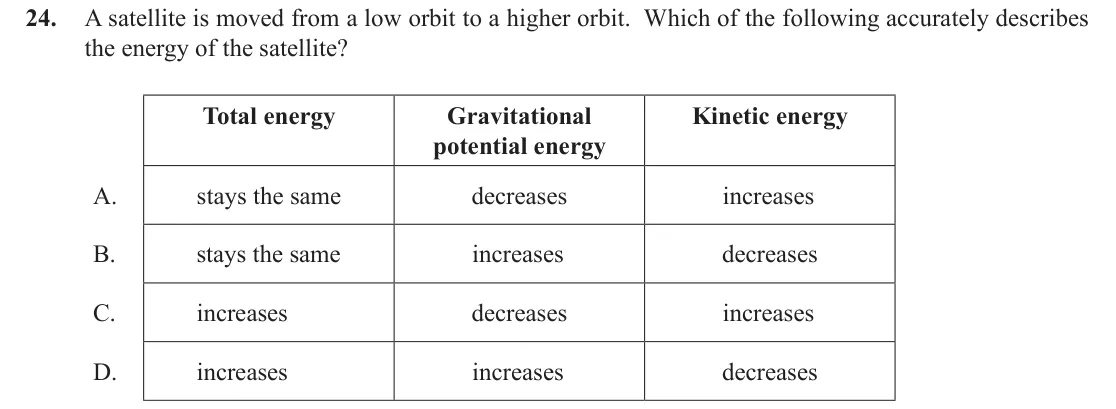 24. A satellite is moved from a low orbit to a higher orbit. Which of the following accurately describes
the energy of the satellite?
Total energy Gravitational potential energy Kinetic energy
A. stays the same decreases increases
B. stays the same increases decreases
C. increases decreases increases
D. increases increases decreases